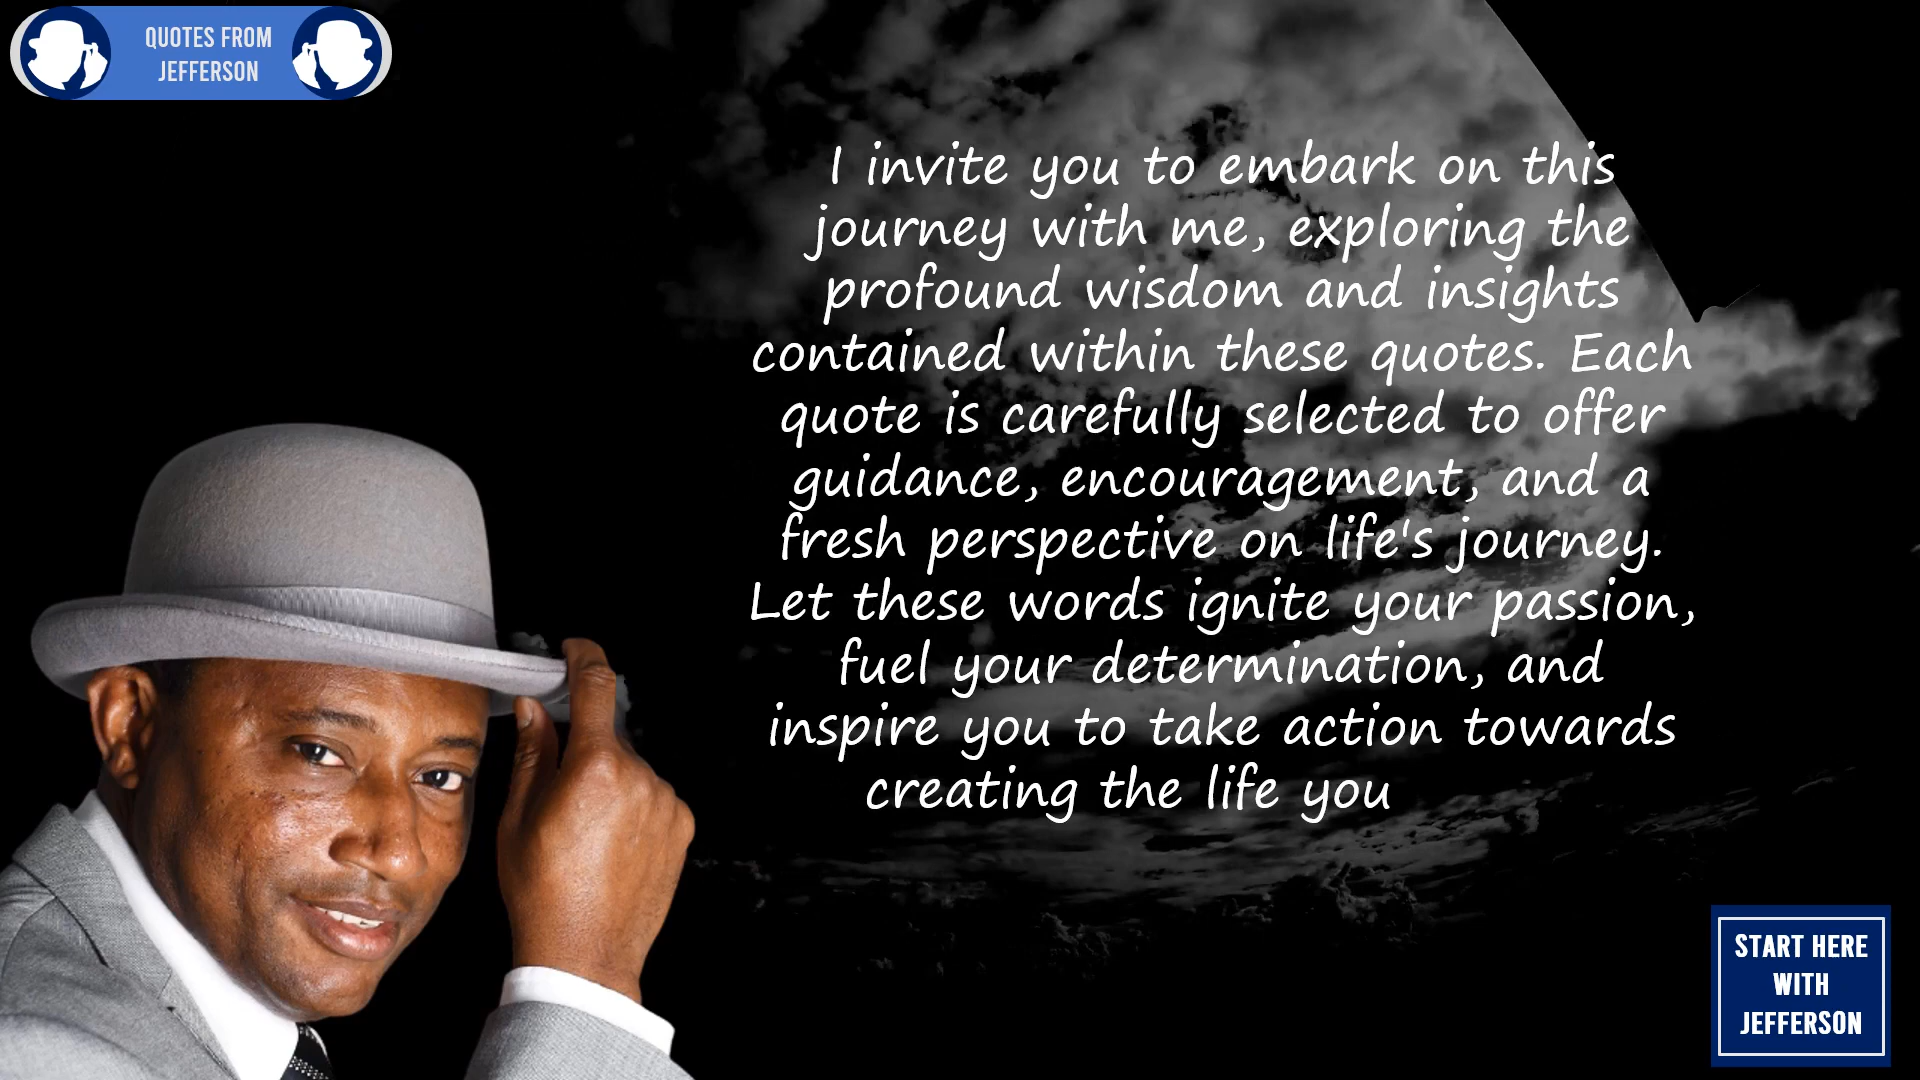 QUOTES FROM
JEFFERSON
I invite you to embark on this
journey with me, exploring the
profound wisdom and insights
contained within these quotes. Each
quote is carefully selected to offer
guidance, encouragement, and a
fresh perspective on life's journey.
Let these words ignite your passion,
fuel your determination, and
inspire you to take action towards
creating the life you
START HERE
WITH
JEFFERSON